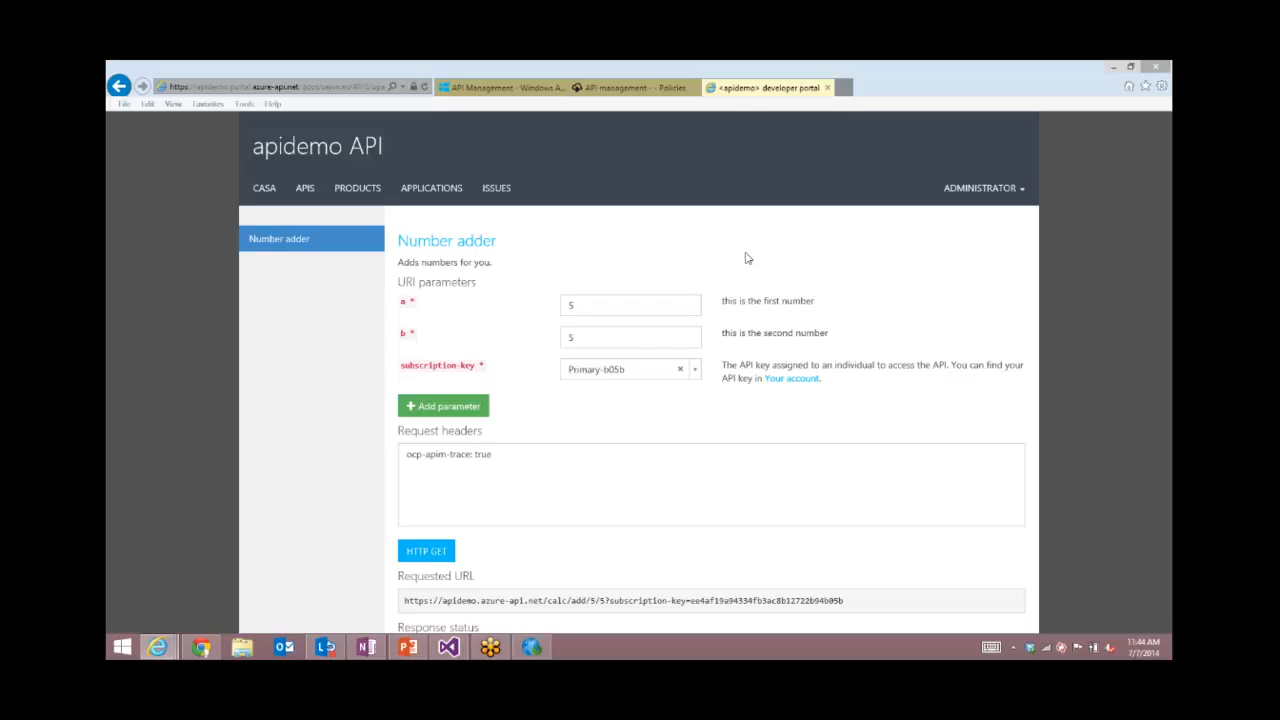 https://apidemo.portal.azure-api.net
API Management - Windows A...
API management - - Policies
<apidemo> developer portal
File Edit View Favorites Tools Help
apidemo API
CASA APIS PRODUCTS APPLICATIONS ISSUES
ADMINISTRATOR
Number adder
Number adder
Adds numbers for you.
URI parameters
a * 5 this is the first number
b * 5 this is the second number
subscription-key * Primary-b05b The API key assigned to an individual to access the API. You can find your
API key in Your account.
+ Add parameter
Request headers
ocp-apim-trace: true
HTTP GET
Requested URL
https://apidemo.azure-api.net/calc/add/5/5?subscription-key=ee4af19a94334fb3ac8b12722b94b05b
Response status
11:44 AM
7/7/2014